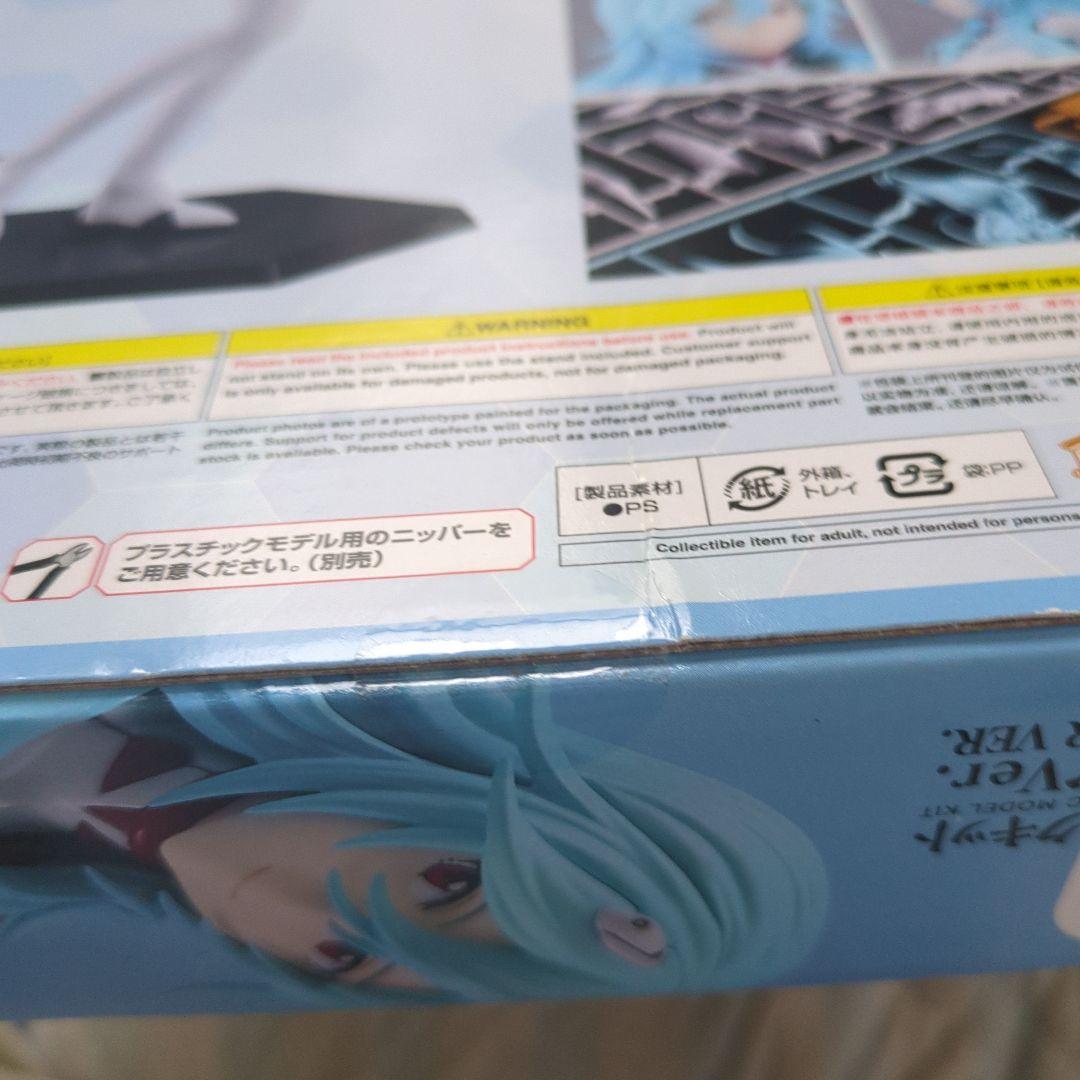 WARNING
Please read the included product instructions before use. Product will
not stand on its own. Please use the stand included. Customer support
is only available for damaged products, not for damaged packaging.
Product photos are of a prototype painted for the packaging. The actual product
differs. Support for product defects will only be offered while replacement part
stock is available. Please check your product as soon as possible.
[製品素材]
●PS
紙
外箱、
トレイ
プラ
袋:PP
Collectible item for adult, not intended for persons
プラスチックモデル用のニッパーを
ご用意ください。(別売)
R VER.
Ver.
C MODEL KIT
クキット